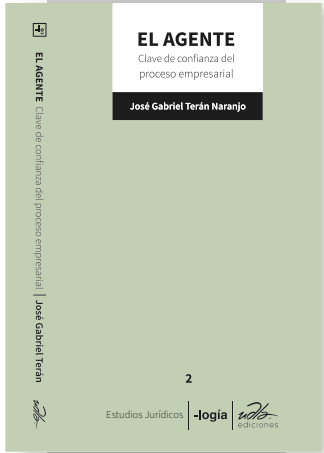 EL AGENTE
Clave de confianza del
proceso empresarial
José Gabriel Terán Naranjo
EL AGENTE Clave de confianza del proceso empresarial | José Gabriel Terán
udla-
2
Estudios Jurídicos | -logía | udla-
ediciones